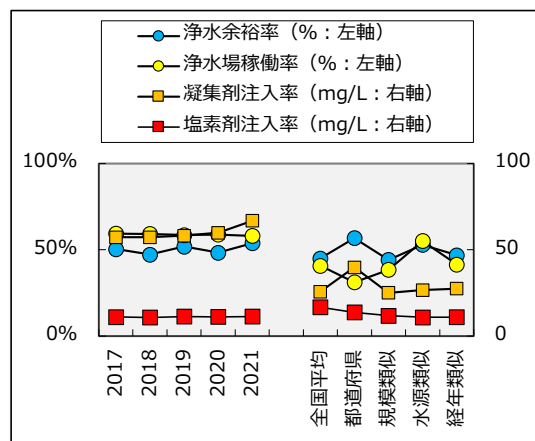 浄水余裕率（%：左軸）
浄水場稼働率（%：左軸）
凝集剤注入率（mg/L：右軸）
塩素剤注入率（mg/L：右軸）
100%
50%
0%
100
50
0
2017
2018
2019
2020
2021
全国平均
都道府県
規模類似
水源類似
経年類似